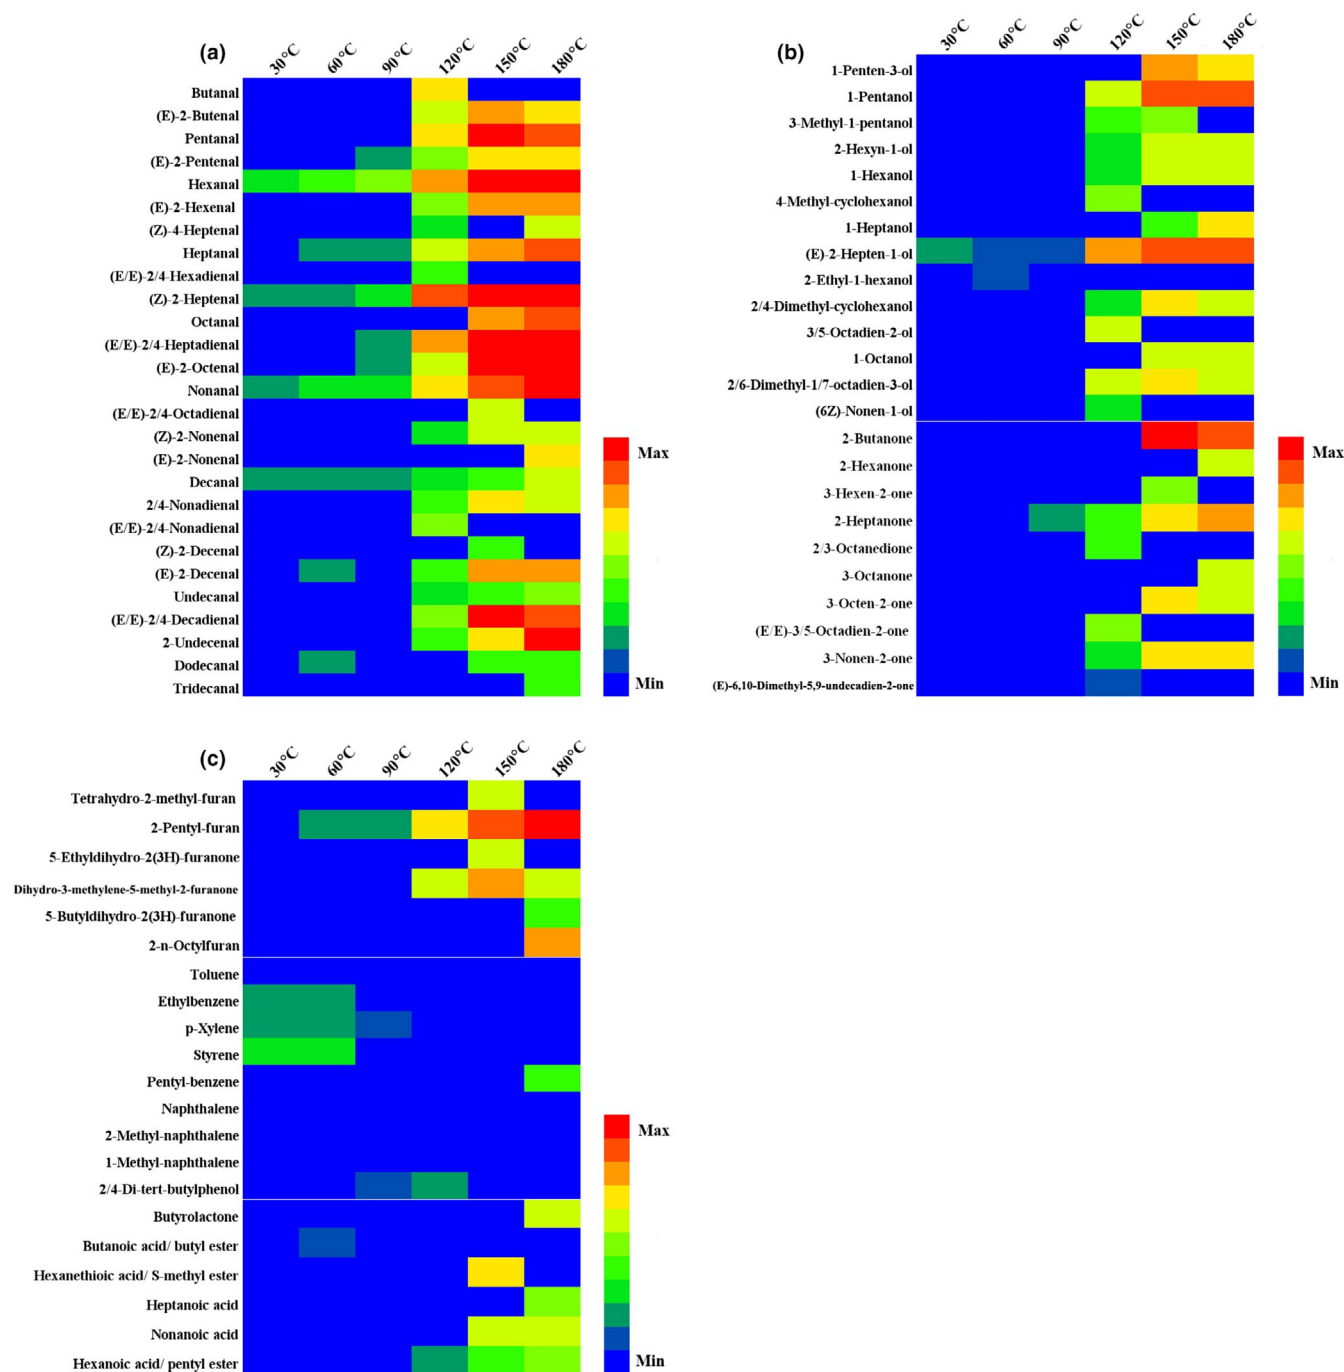 (a)
30°C 60°C 90°C 120°C 150°C 180°C
Butanal
(E)-2-Butenal
Pentanal
(E)-2-Pentenal
Hexanal
(E)-2-Hexenal
(Z)-4-Heptenal
Heptanal
(E/E)-2/4-Hexadienal
(Z)-2-Heptenal
Octanal
(E/E)-2/4-Heptadienal
(E)-2-Octenal
Nonanal
(E/E)-2/4-Octadienal
(Z)-2-Nonenal
(E)-2-Nonenal
Decanal
2/4-Nonadienal
(E/E)-2/4-Nonadienal
(Z)-2-Decenal
(E)-2-Decenal
Undecanal
(E/E)-2/4-Decadienal
2-Undecenal
Dodecanal
Tridecanal
Max
Min
(b)
30°C 60°C 90°C 120°C 150°C 180°C
1-Penten-3-ol
1-Pentanol
3-Methyl-1-pentanol
2-Hexyn-1-ol
1-Hexanol
4-Methyl-cyclohexanol
1-Heptanol
(E)-2-Hepten-1-ol
2-Ethyl-1-hexanol
2/4-Dimethyl-cyclohexanol
3/5-Octadien-2-ol
1-Octanol
2/6-Dimethyl-1/7-octadien-3-ol
(6Z)-Nonen-1-ol
2-Butanone
2-Hexanone
3-Hexen-2-one
2-Heptanone
2/3-Octanedione
3-Octanone
3-Octen-2-one
(E/E)-3/5-Octadien-2-one
3-Nonen-2-one
(E)-6,10-Dimethyl-5,9-undecadien-2-one
Max
Min
(c)
30°C 60°C 90°C 120°C 150°C 180°C
Tetrahydro-2-methyl-furan
2-Pentyl-furan
5-Ethyldihydro-2(3H)-furanone
Dihydro-3-methylene-5-methyl-2-furanone
5-Butyldihydro-2(3H)-furanone
2-n-Octylfuran
Toluene
Ethylbenzene
p-Xylene
Styrene
Pentyl-benzene
Naphthalene
2-Methyl-naphthalene
1-Methyl-naphthalene
2/4-Di-tert-butylphenol
Butyrolactone
Butanoic acid/ butyl ester
Hexanethioic acid/ S-methyl ester
Heptanoic acid
Nonanoic acid
Hexanoic acid/ pentyl ester
Max
Min